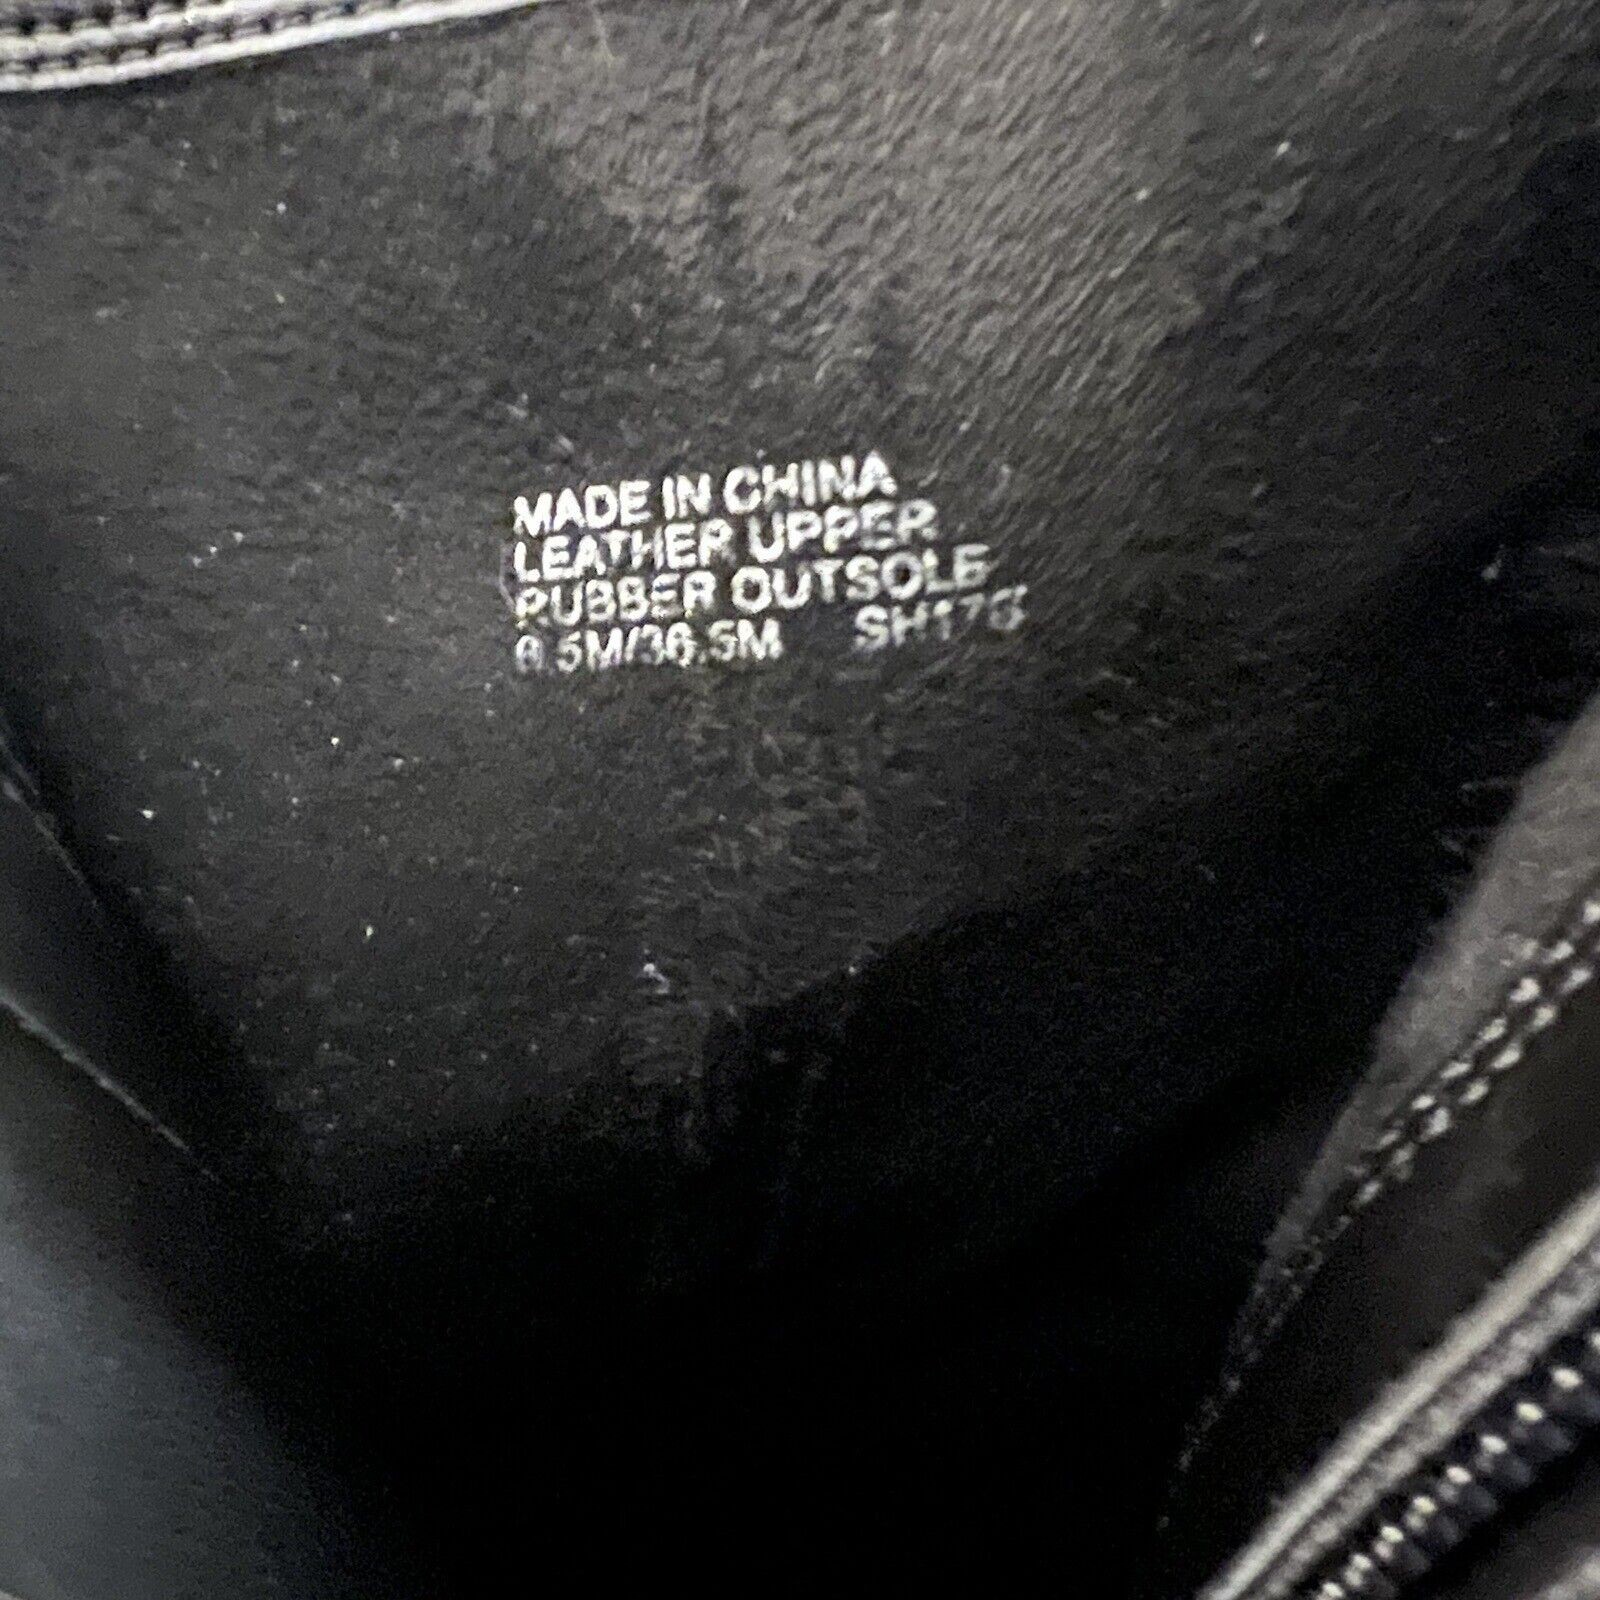 MADE IN CHINA
LEATHER UPPER
RUBBER OUTSOLE
6.5M/36.5M